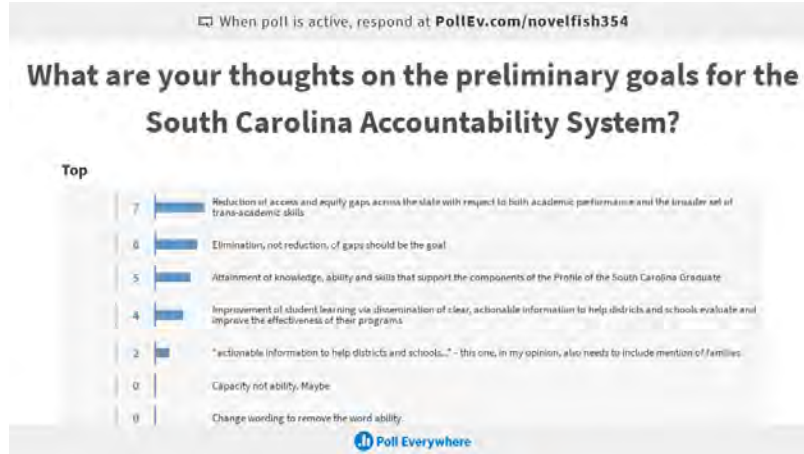 When poll is active, respond at PollEv.com/novelfish354
What are your thoughts on the preliminary goals for the
South Carolina Accountability System?
Top
7 Reduction of access and equity gaps across the state with respect to both academic performance and the broader set of
trans-academic skills
6 Elimination, not reduction, of gaps should be the goal
5 Attainment of knowledge, ability and skills that support the components of the Profile of the South Carolina Graduate
4 Improvement of student learning via dissemination of clear, actionable information to help districts and schools evaluate and
improve the effectiveness of their programs
2 "actionable information to help districts and schools..." - this one, in my opinion, also needs to include mention of families.
0 Capacity not ability. Maybe
0 Change wording to remove the word ability.
Poll Everywhere